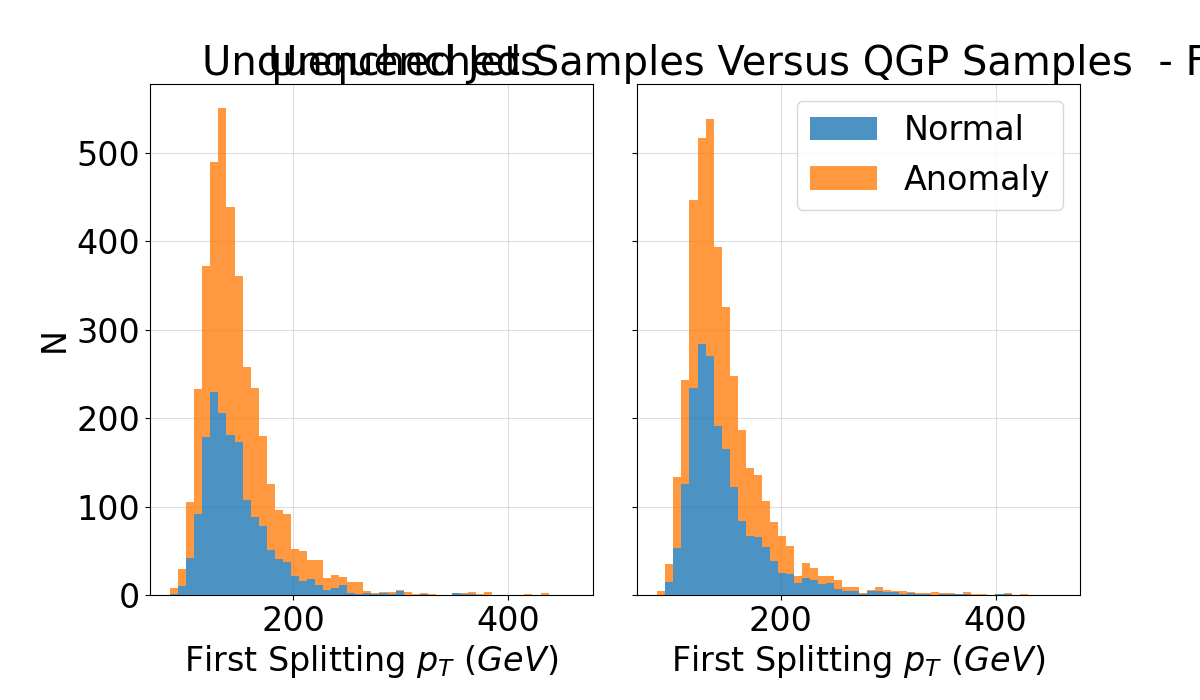 Samples Versus QGP Samples - F
500
400
300
200
100
0
N
200
400
First Splitting $p_T$ (GeV)
Normal
Anomaly
200
400
First Splitting $p_T$ (GeV)